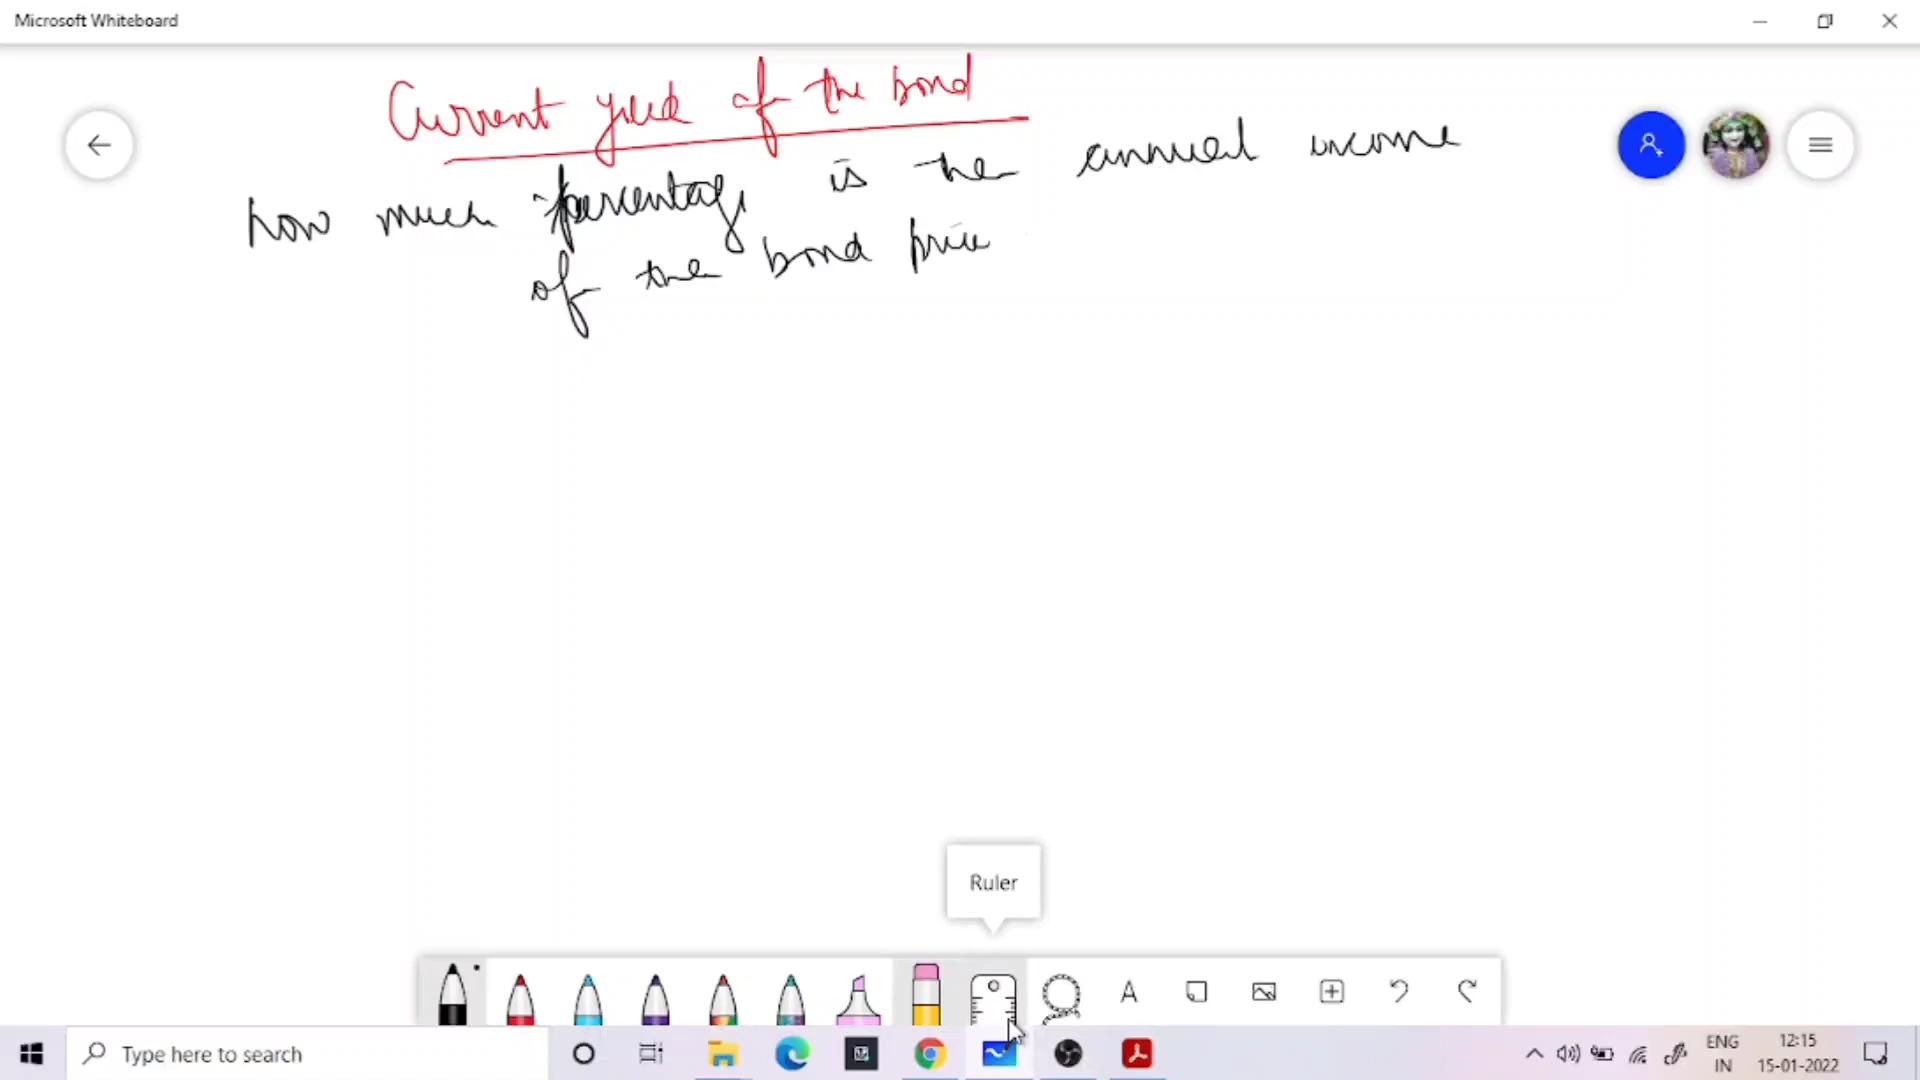 Microsoft Whiteboard
Current yield of the bond
how much percentage is the annual income
of the bond price
Ruler
A
Type here to search
ENG
IN
12:15
15-01-2022